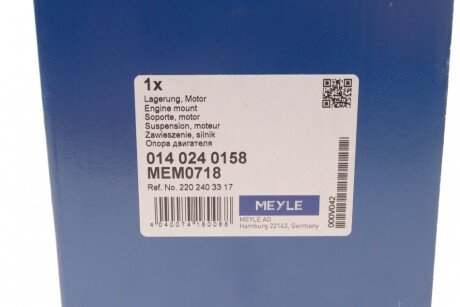 1x
Lagerung, Motor
Engine mount
Soporte, motor
Suspension, moteur
Zawieszenie, silnik
Опора двигателя
014 024 0158
MEM0718
Ref. No. 220 240 33 17
4 040074 180068
MEYLE
MEYLE AG
Hamburg 22143, Germany
000V042